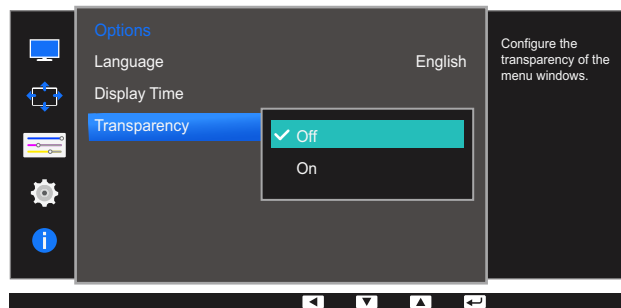 Options
Language English
Display Time
Transparency
Off
On
Configure the
transparency of the
menu windows.